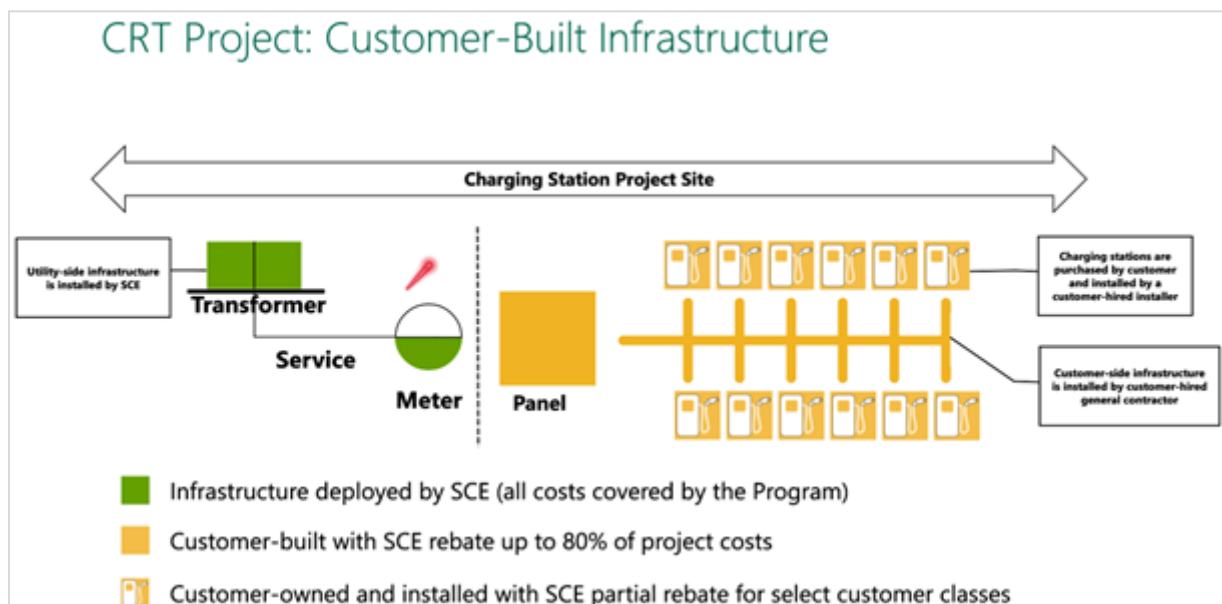 CRT Project: Customer-Built Infrastructure
Charging Station Project Site
Utility-side infrastructure
is installed by SCE
Transformer
Service
Meter
Panel
Charging stations are
purchased by customer
and installed by a
customer-hired installer
Customer-side infrastructure
is installed by customer-hired
general contractor
Infrastructure deployed by SCE (all costs covered by the Program)
Customer-built with SCE rebate up to 80% of project costs
Customer-owned and installed with SCE partial rebate for select customer classes